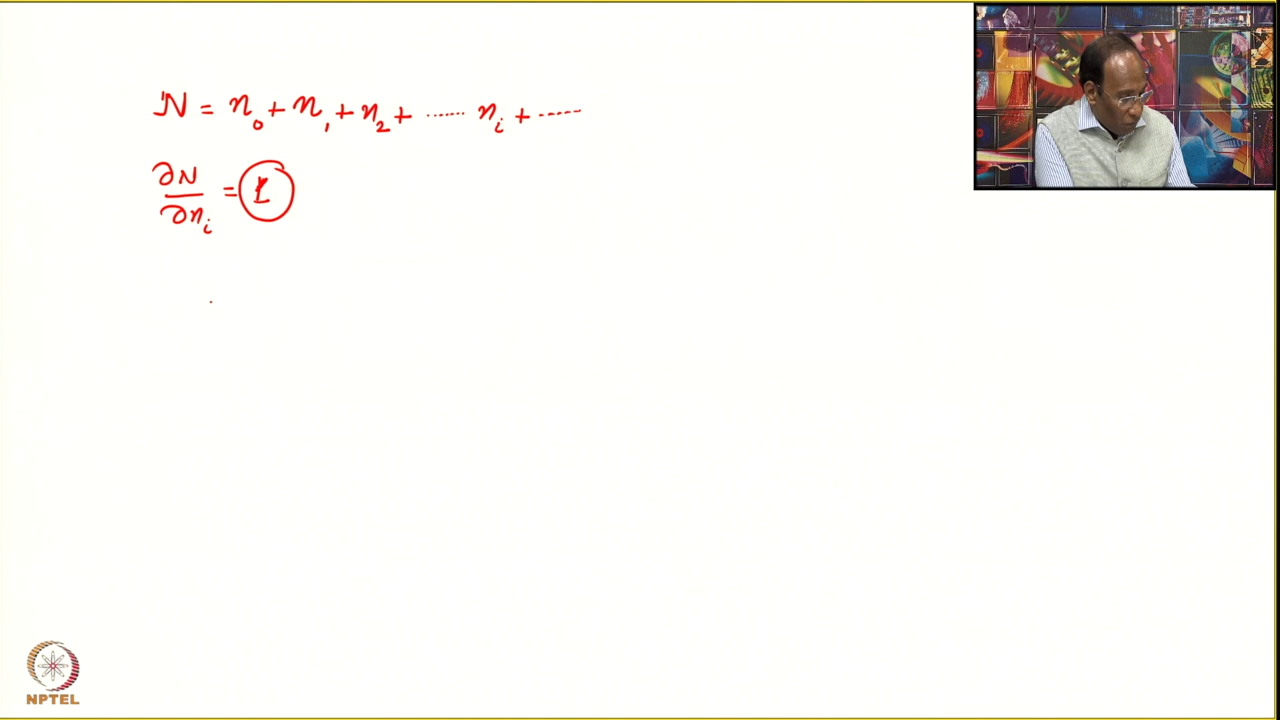 N = n₀ + n₁ + n₂ + ...... nᵢ + ......
∂N/∂nᵢ = 1
NPTEL